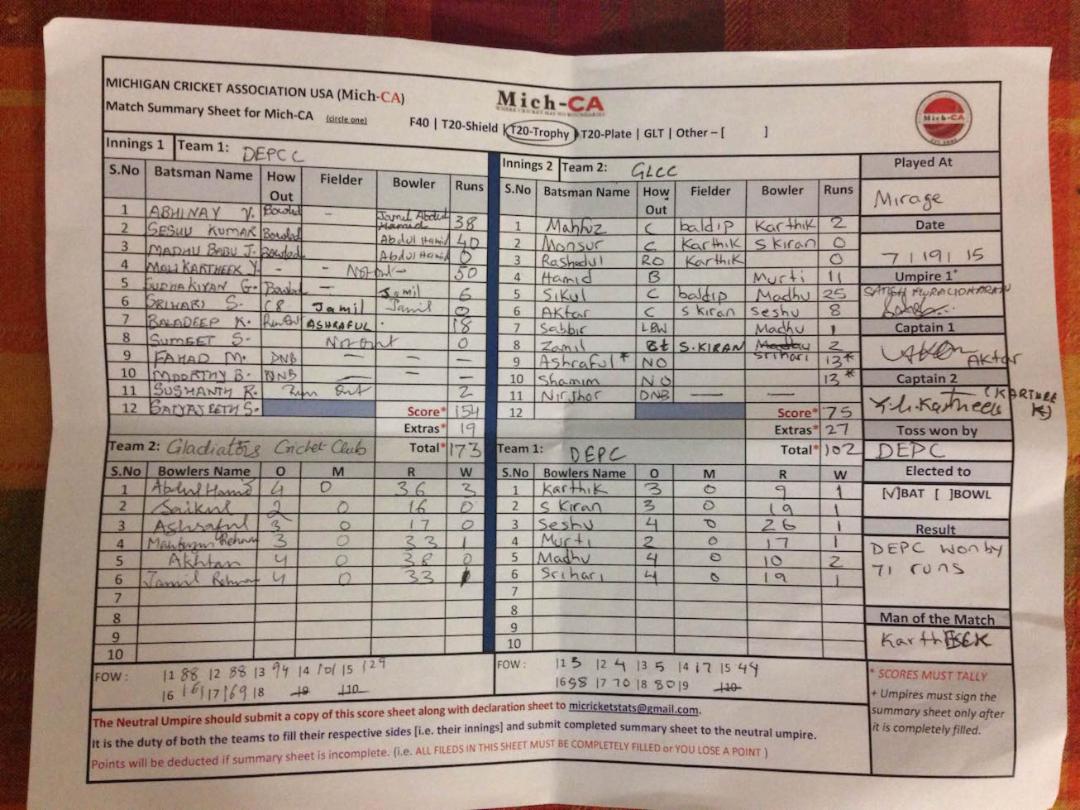 MICHIGAN CRICKET ASSOCIATION USA (Mich-CA)
Match Summary Sheet for Mich-CA (circle one) F40 | T20-Shield | T20-Trophy | T20-Plate | GLT | Other – [ ]
Mich-CA
Mich-CA
Innings 1 Team 1: DEPCC
S.No Batsman Name How Out Fielder Bowler Runs
1 ABHINAY Y. Bowled – Jamil Abdul Hamid 38
2 SESHU KUMAR Bowled Abdul Hamid 40
3 MADHU BABU J. Bowled Abdul Hamid 0
4 MOLI KARTHEEK Y. – Not out – 50
5 SUDHAKIYAN G. Bowled – Jamil 6
6 SRIHARI S. CB Jamil Jamil 0
7 BALADEEP K. RunOut ASHRAFUL 18
8 SUMEET S. Not out 0
9 FAHAD M. DNB — —
10 MOORTHY B. DNB — —
11 SUSHANTH R. Run out 2
12 SATYAJEETH S. Score* 154
Extras* 19
Team 2: Gladiators Cricket Club Total* 173
S.No Bowlers Name O M R W
1 Abdul Hamid 4 0 36 3
2 Saikul 2 0 16 0
3 Ashraful 3 0 17 0
4 Rehman 3 0 33 1
5 Akhtar 4 0 38 0
6 Jamil Rehman 4 0 33 1
7
8
9
10
FOW : |1 88 |2 88 |3 94 |4 101 |5 129
|6 161 |7 169 |8 |9 |10
Innings 2 Team 2: GLCC
S.No Batsman Name How Out Fielder Bowler Runs
1 Mahfuz C baldip Karthik 2
2 Monsur C Karthik S Kiran 0
3 Rashedul RO Karthik 0
4 Hamid B Murti 11
5 Sikul C baldip Madhu 25
6 AKtar C S Kiran Seshu 8
7 Sabbir LBW Madhu 1
8 Zamil Bt S.KIRAN Srihari 2
9 Ashraful* NO 13*
10 Shamim NO 13*
11 Nirjhor DNB — —
12 Score* 75
Extras* 27
Team 1: DEPC Total* 102
S.No Bowlers Name O M R W
1 Karthik 3 0 9 1
2 S Kiran 3 0 19 1
3 Seshu 4 0 26 1
4 Murti 2 0 17 1
5 Madhu 4 0 10 2
6 Srihari 4 0 19 1
7
8
9
10
FOW : |1 3 |2 4 |3 5 |4 17 |5 44
|6 58 |7 70 |8 80 |9 |10
Played At
Mirage
Date
7 | 19 | 15
Umpire 1+
SATISH MURALIDHARAN
Captain 1
Aktar
Captain 2
(KARTHEEK)
Y.L. Kartheek
Toss won by
DEPC
Elected to
[√]BAT [ ]BOWL
Result
DEPC won by
71 runs
Man of the Match
Kartheek
* SCORES MUST TALLY
+ Umpires must sign the
summary sheet only after
it is completely filled.
The Neutral Umpire should submit a copy of this score sheet along with declaration sheet to micricketstats@gmail.com.
It is the duty of both the teams to fill their respective sides [i.e. their innings] and submit completed summary sheet to the neutral umpire.
Points will be deducted if summary sheet is incomplete. (i.e. ALL FILEDS IN THIS SHEET MUST BE COMPLETELY FILLED or YOU LOSE A POINT )